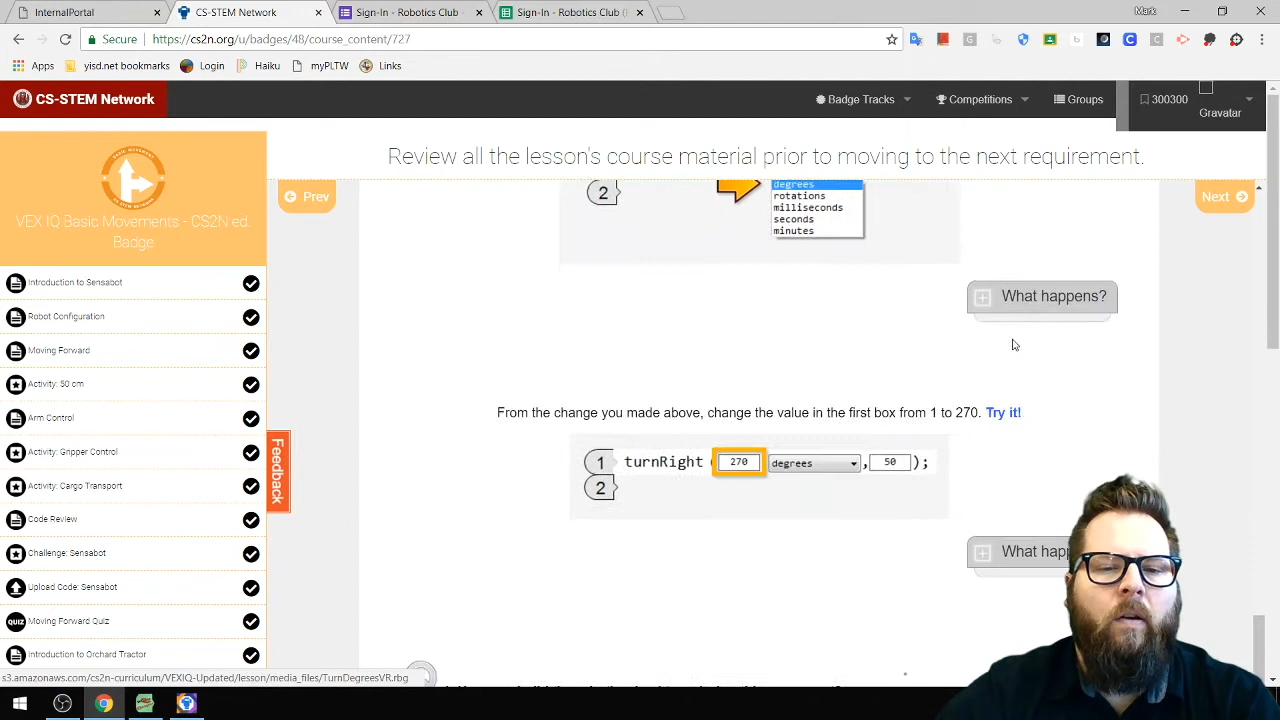 InternalPortal
CS-STEM Network
Sign-In - Robotics Club -
Sign-In - Robotics Club (
Mark
Secure
https://cs2n.org/u/badges/48/course_content/727
Apps
yisd.net bookmarks
Login
Haiku
myPLTW
Links
CS-STEM Network
Badge Tracks
Competitions
Groups
300300
Gravatar
Review all the lesson's course material prior to moving to the next requirement.
Prev
Next
VEX IQ Basic Movements - CS2N ed.
Badge
Introduction to Sensabot
Robot Configuration
Moving Forward
Activity: 50 cm
Arm Control
Activity: Gripper Control
Activity: Cargo Transport
Code Review
Challenge: Sensabot
Upload Code: Sensabot
QUIZ Moving Forward Quiz
Introduction to Orchard Tractor
Feedback
2
degrees
rotations
milliseconds
seconds
minutes
What happens?
From the change you made above, change the value in the first box from 1 to 270. Try it!
1 turnRight ( 270 degrees , 50 );
2
What happ
s3.amazonaws.com/cs2n-curriculum/VEXIQ-Updated/lesson/media_files/TurnDegreesVR.rbg